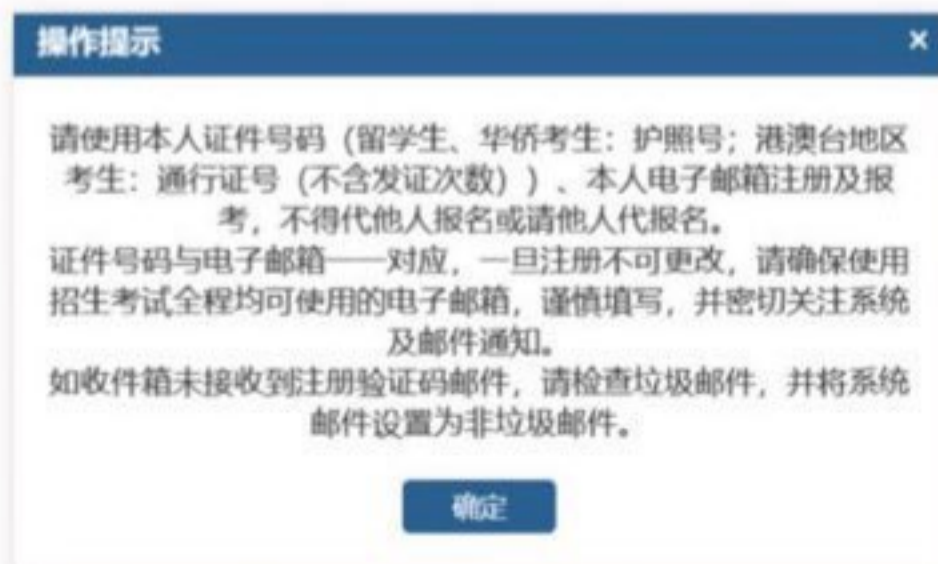 操作提示
×
请使用本人证件号码（留学生、华侨考生：护照号；港澳台地区
考生：通行证号（不含发证次数））、本人电子邮箱注册及报
考，不得代他人报名或请他人代报名。
证件号码与电子邮箱一一对应，一旦注册不可更改，请确保使用
招生考试全程均可使用的电子邮箱，谨慎填写，并密切关注系统
及邮件通知。
如收件箱未接收到注册验证码邮件，请检查垃圾邮件，并将系统
邮件设置为非垃圾邮件。
确定